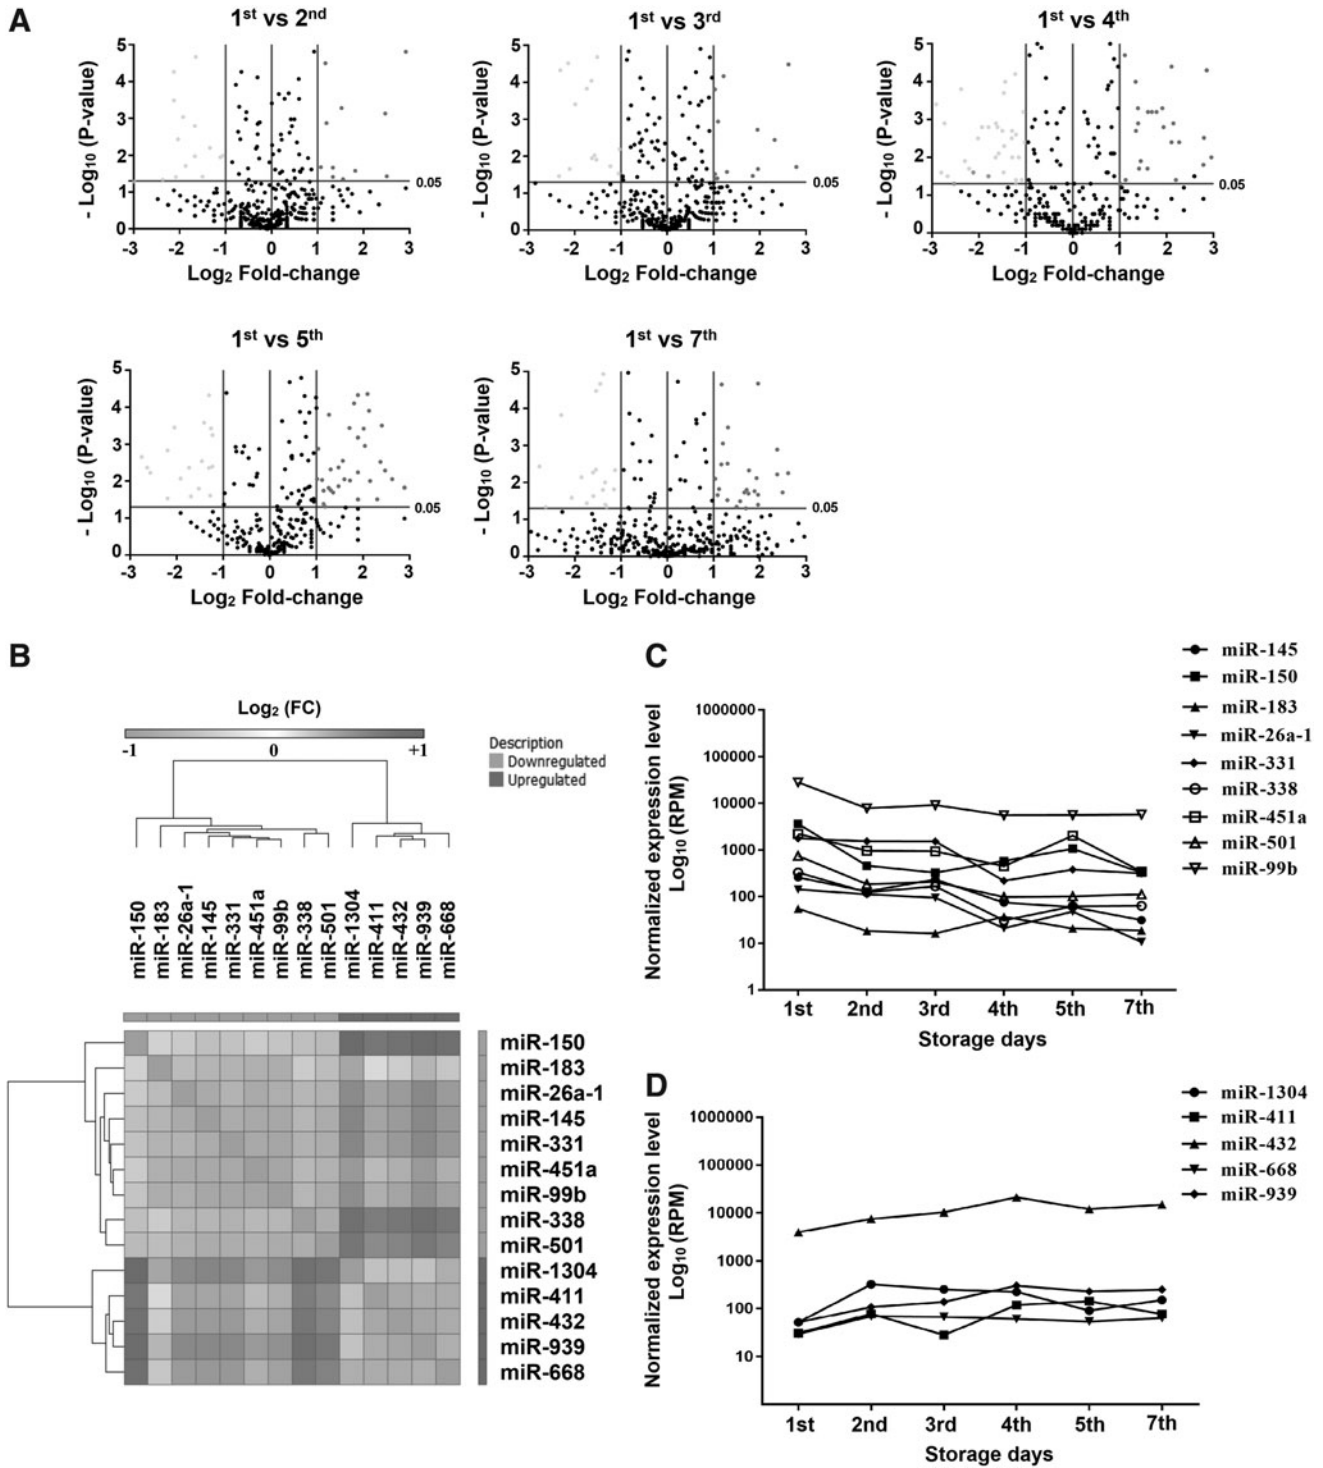 A
1st vs 2nd
5
4
3
2
1
0
- Log10 (P-value)
0.05
-3 -2 -1 0 1 2 3
Log2 Fold-change
1st vs 3rd
5
4
3
2
1
0
- Log10 (P-value)
0.05
-3 -2 -1 0 1 2 3
Log2 Fold-change
1st vs 4th
5
4
3
2
1
0
- Log10 (P-value)
0.05
-3 -2 -1 0 1 2 3
Log2 Fold-change
1st vs 5th
5
4
3
2
1
0
- Log10 (P-value)
0.05
-3 -2 -1 0 1 2 3
Log2 Fold-change
1st vs 7th
5
4
3
2
1
0
- Log10 (P-value)
0.05
-3 -2 -1 0 1 2 3
Log2 Fold-change
B
Log2 (FC)
-1 0 +1
Description
Downregulated
Upregulated
miR-150
miR-183
miR-26a-1
miR-145
miR-331
miR-451a
miR-99b
miR-338
miR-501
miR-1304
miR-411
miR-432
miR-939
miR-668
miR-150
miR-183
miR-26a-1
miR-145
miR-331
miR-451a
miR-99b
miR-338
miR-501
miR-1304
miR-411
miR-432
miR-939
miR-668
C
Normalized expression level
Log10 (RPM)
1000000
100000
10000
1000
100
10
1
1st 2nd 3rd 4th 5th 7th
Storage days
miR-145
miR-150
miR-183
miR-26a-1
miR-331
miR-338
miR-451a
miR-501
miR-99b
D
Normalized expression level
Log10 (RPM)
1000000
100000
10000
1000
100
10
1st 2nd 3rd 4th 5th 7th
Storage days
miR-1304
miR-411
miR-432
miR-668
miR-939